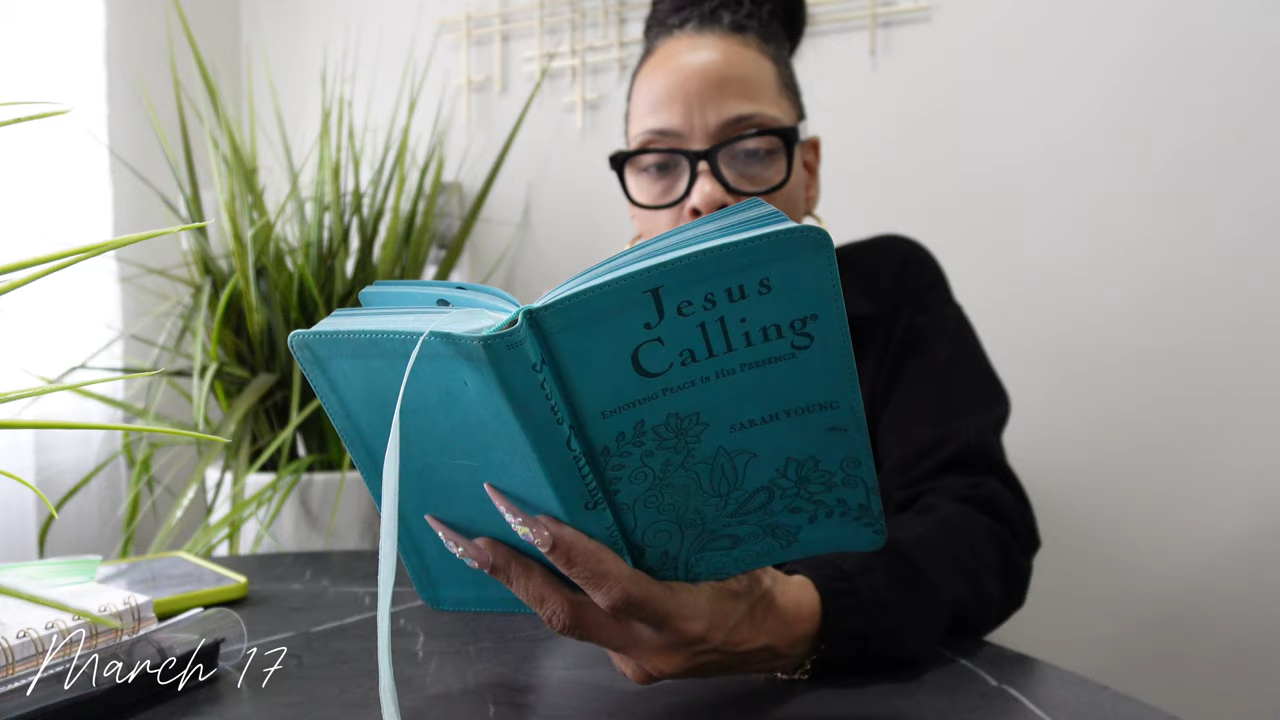 Jesus
Calling®
ENJOYING PEACE in HIS PRESENCE
SARAH YOUNG
Jesus Calling
March 17